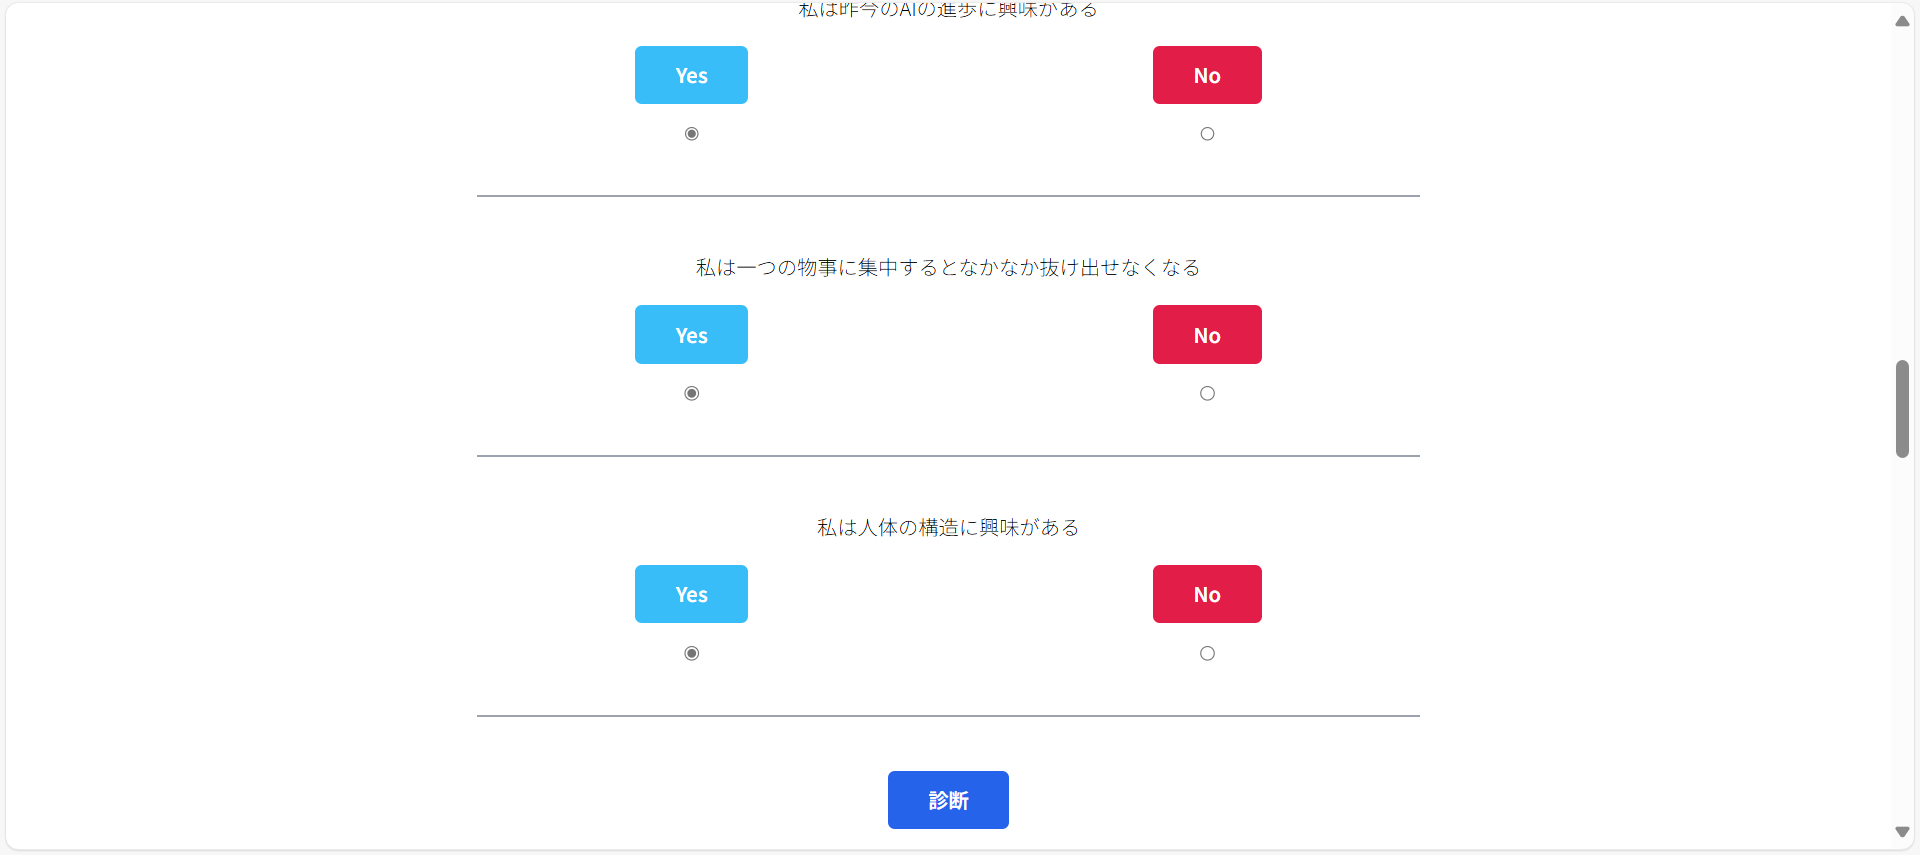 私は昨今のAIの進歩に興味がある
Yes
No
私は一つの物事に集中するとなかなか抜け出せなくなる
Yes
No
私は人体の構造に興味がある
Yes
No
診断